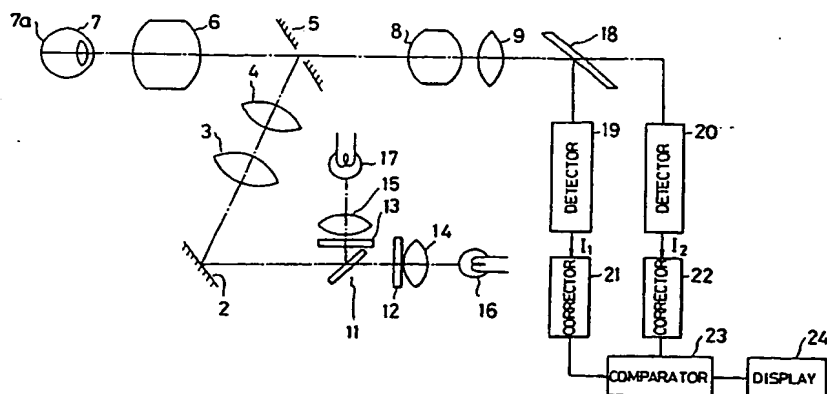 7a
7
6
5
8
9
18
4
3
17
15
13
14
2
11
12
16
19
20
DETECTOR
DETECTOR
I1
I2
21
22
CORRECTOR
CORRECTOR
23
24
COMPARATOR
DISPLAY